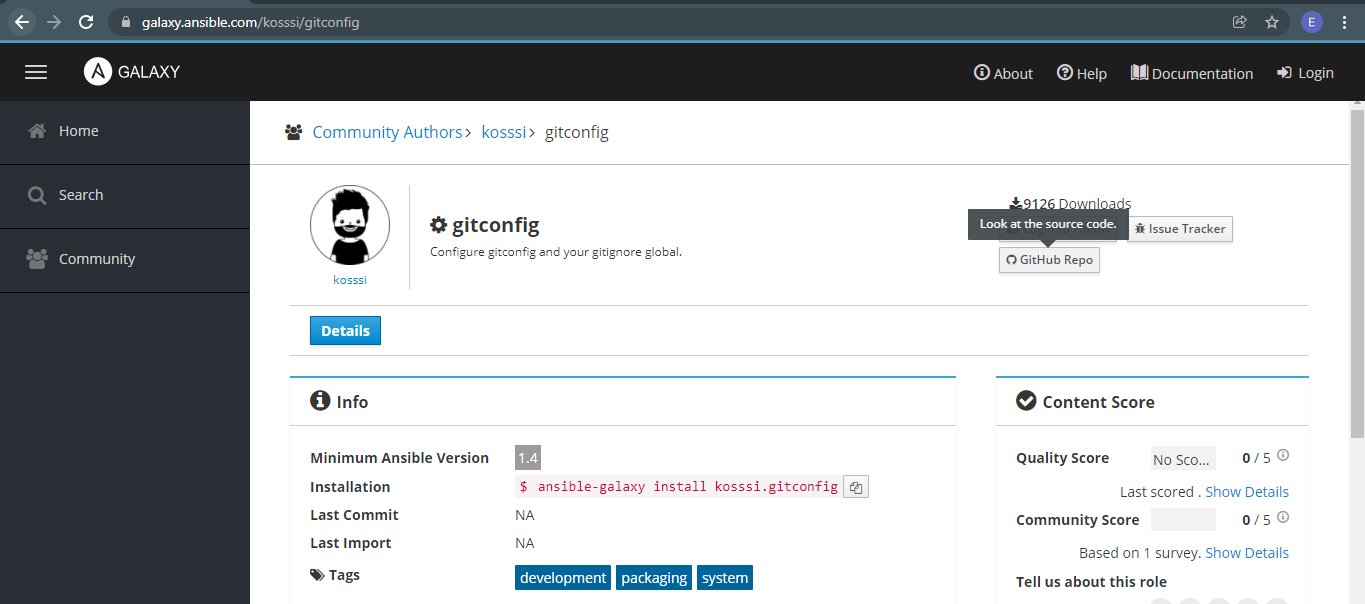 galaxy.ansible.com/kosssi/gitconfig
E
A GALAXY
About
Help
Documentation
Login
Home
Search
Community
Community Authors > kosssi > gitconfig
kosssi
gitconfig
Configure gitconfig and your gitignore global.
9126 Downloads
Look at the source code.
Issue Tracker
GitHub Repo
Details
Info
Minimum Ansible Version 1.4
Installation $ ansible-galaxy install kosssi.gitconfig
Last Commit NA
Last Import NA
Tags development packaging system
Content Score
Quality Score No Sco... 0 / 5
Last scored . Show Details
Community Score 0 / 5
Based on 1 survey. Show Details
Tell us about this role